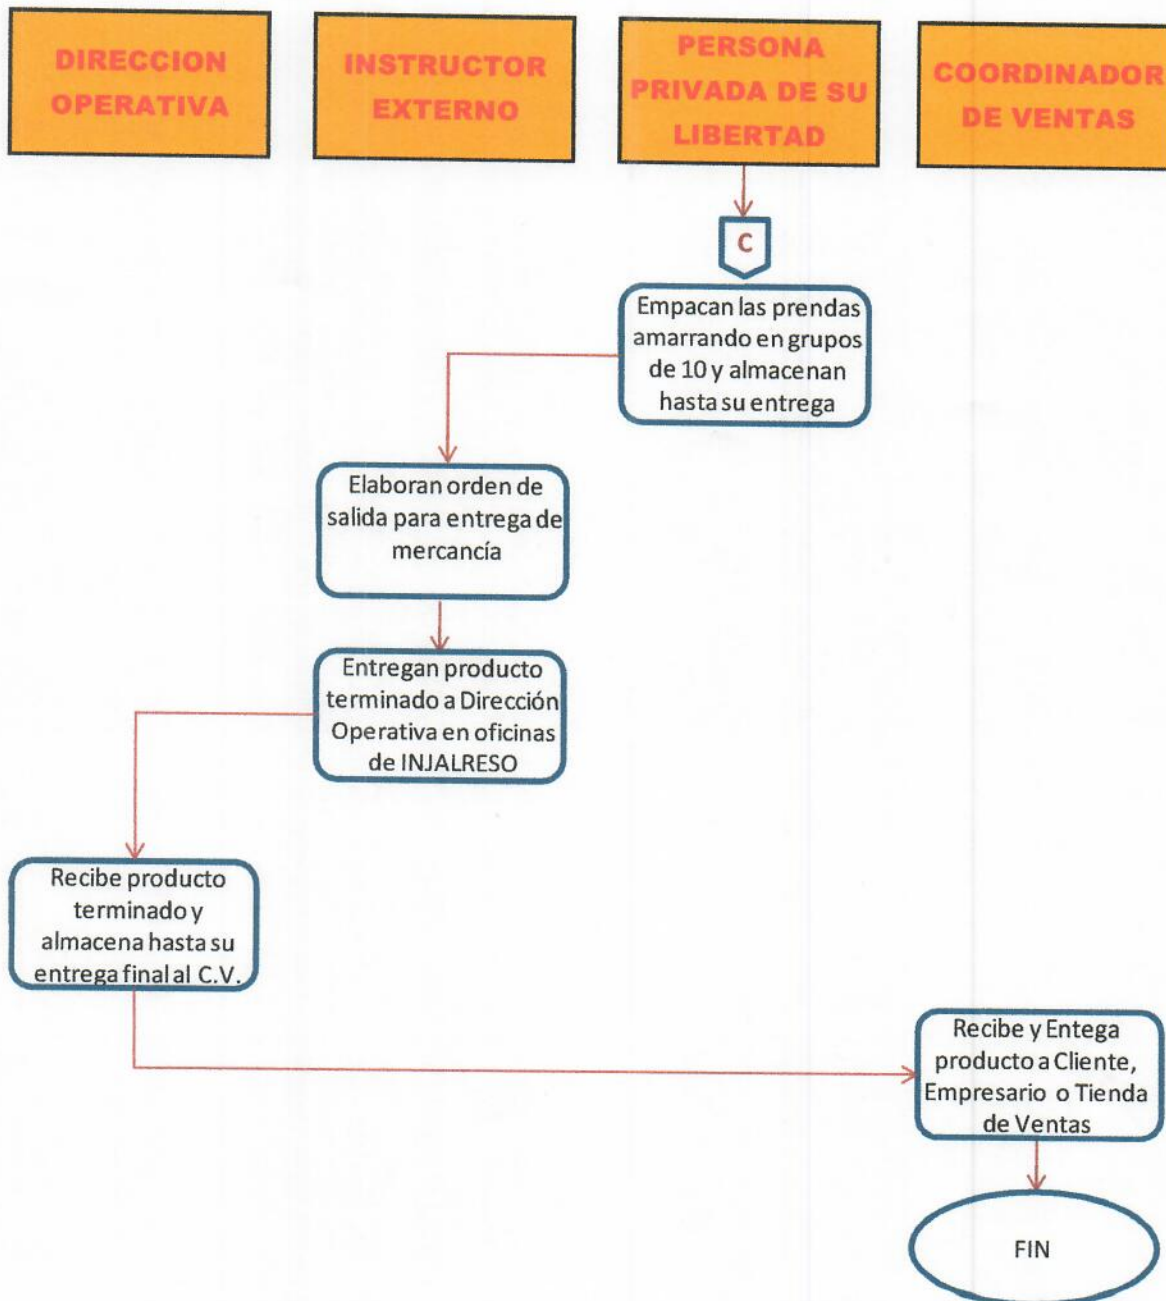 DIRECCION
OPERATIVA
INSTRUCTOR
EXTERNO
PERSONA
PRIVADA DE SU
LIBERTAD
COORDINADOR
DE VENTAS
C
Empacan las prendas
amarrando en grupos
de 10 y almacenan
hasta su entrega
Elaboran orden de
salida para entrega de
mercancía
Entregan producto
terminado a Dirección
Operativa en oficinas
de INJALRESO
Recibe producto
terminado y
almacena hasta su
entrega final al C.V.
Recibe y Entega
producto a Cliente,
Empresario o Tienda
de Ventas
FIN